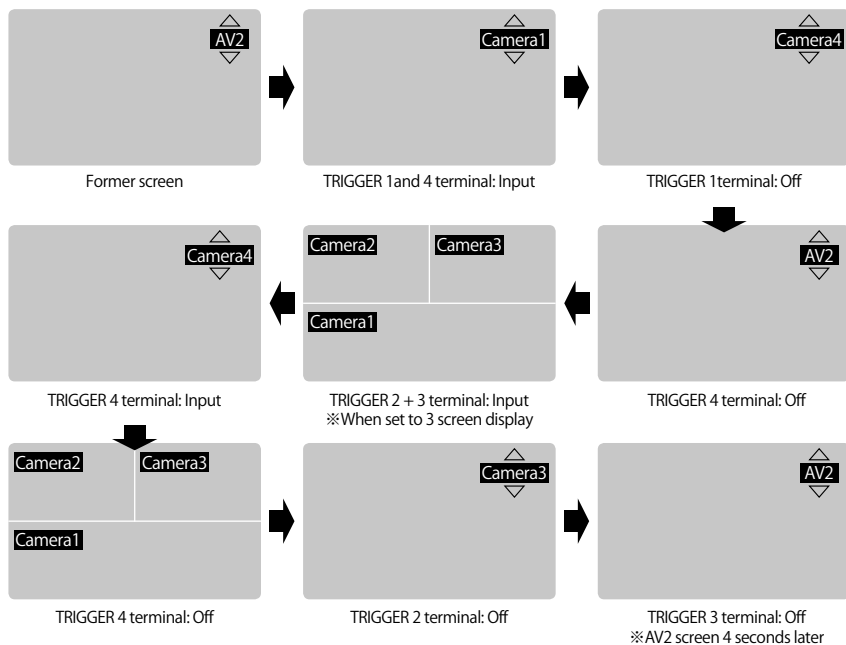 AV2
Camera1
Camera4
Former screen
TRIGGER 1and 4 terminal: Input
TRIGGER 1terminal: Off
Camera4
Camera2
Camera3
Camera1
AV2
TRIGGER 4 terminal: Input
TRIGGER 2 + 3 terminal: Input
※When set to 3 screen display
TRIGGER 4 terminal: Off
Camera2
Camera3
Camera1
Camera3
AV2
TRIGGER 4 terminal: Off
TRIGGER 2 terminal: Off
TRIGGER 3 terminal: Off
※AV2 screen 4 seconds later